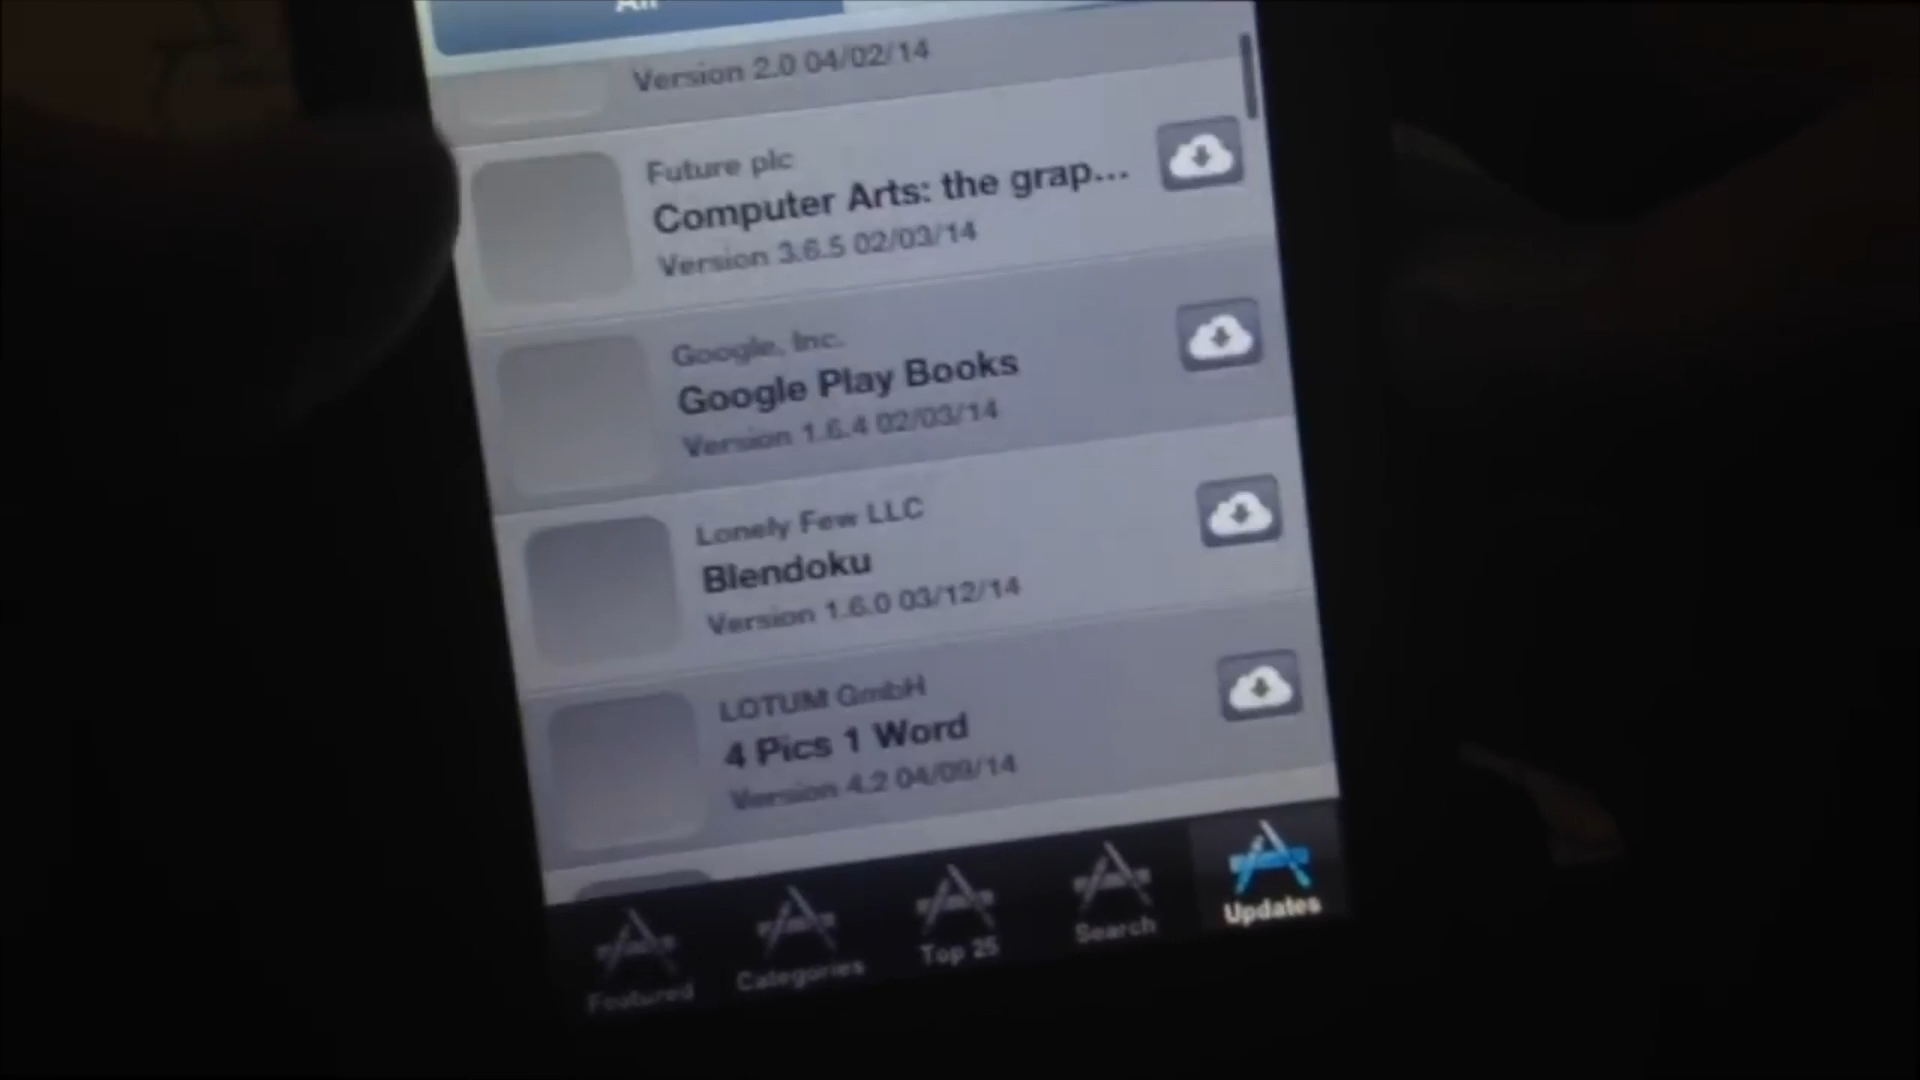 All
Version 2.0 04/02/14
Future plc
Computer Arts: the grap...
Version 3.6.5 02/03/14
Google, Inc.
Google Play Books
Version 1.6.4 02/03/14
Lonely Few LLC
Blendoku
Version 1.6.0 03/12/14
LOTUM GmbH
4 Pics 1 Word
Version 4.2 04/09/14
Featured
Categories
Top 25
Search
Updates